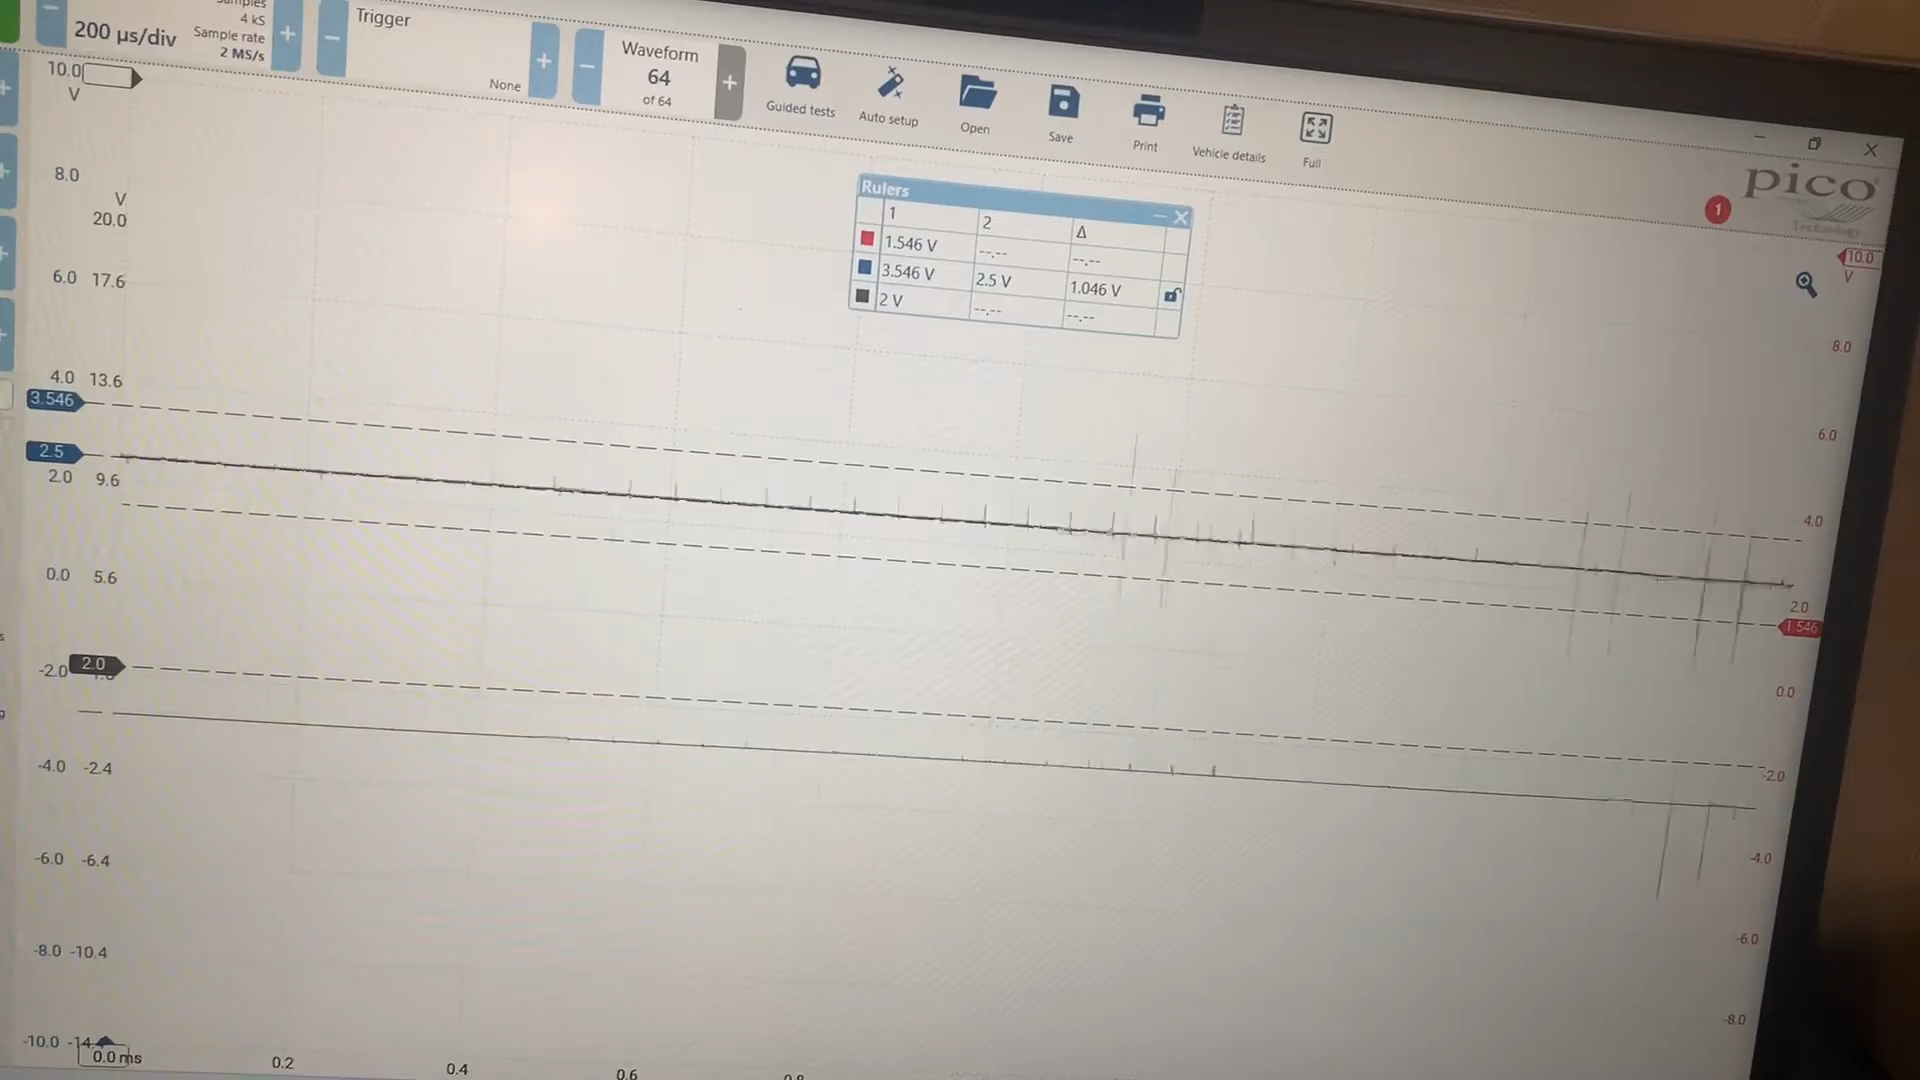 200 µs/div
4 kS
Sample rate
2 MS/s
Trigger
None
Waveform
64
of 64
Guided tests
Auto setup
Open
Save
Print
Vehicle details
Full
pico
Technology
1
Rulers
1 2 Δ
1.546 V --.-- --.--
3.546 V 2.5 V 1.046 V
2 V --.-- --.--
10.0
V
8.0
V
20.0
6.0 17.6
4.0 13.6
3.546
2.5
2.0 9.6
0.0 5.6
-2.0
2.0
-4.0 -2.4
-6.0 -6.4
-8.0 -10.4
-10.0
0.0 ms
0.2
0.4
0.6
10.0
V
8.0
6.0
4.0
2.0
1.546
0.0
-2.0
-4.0
-6.0
-8.0